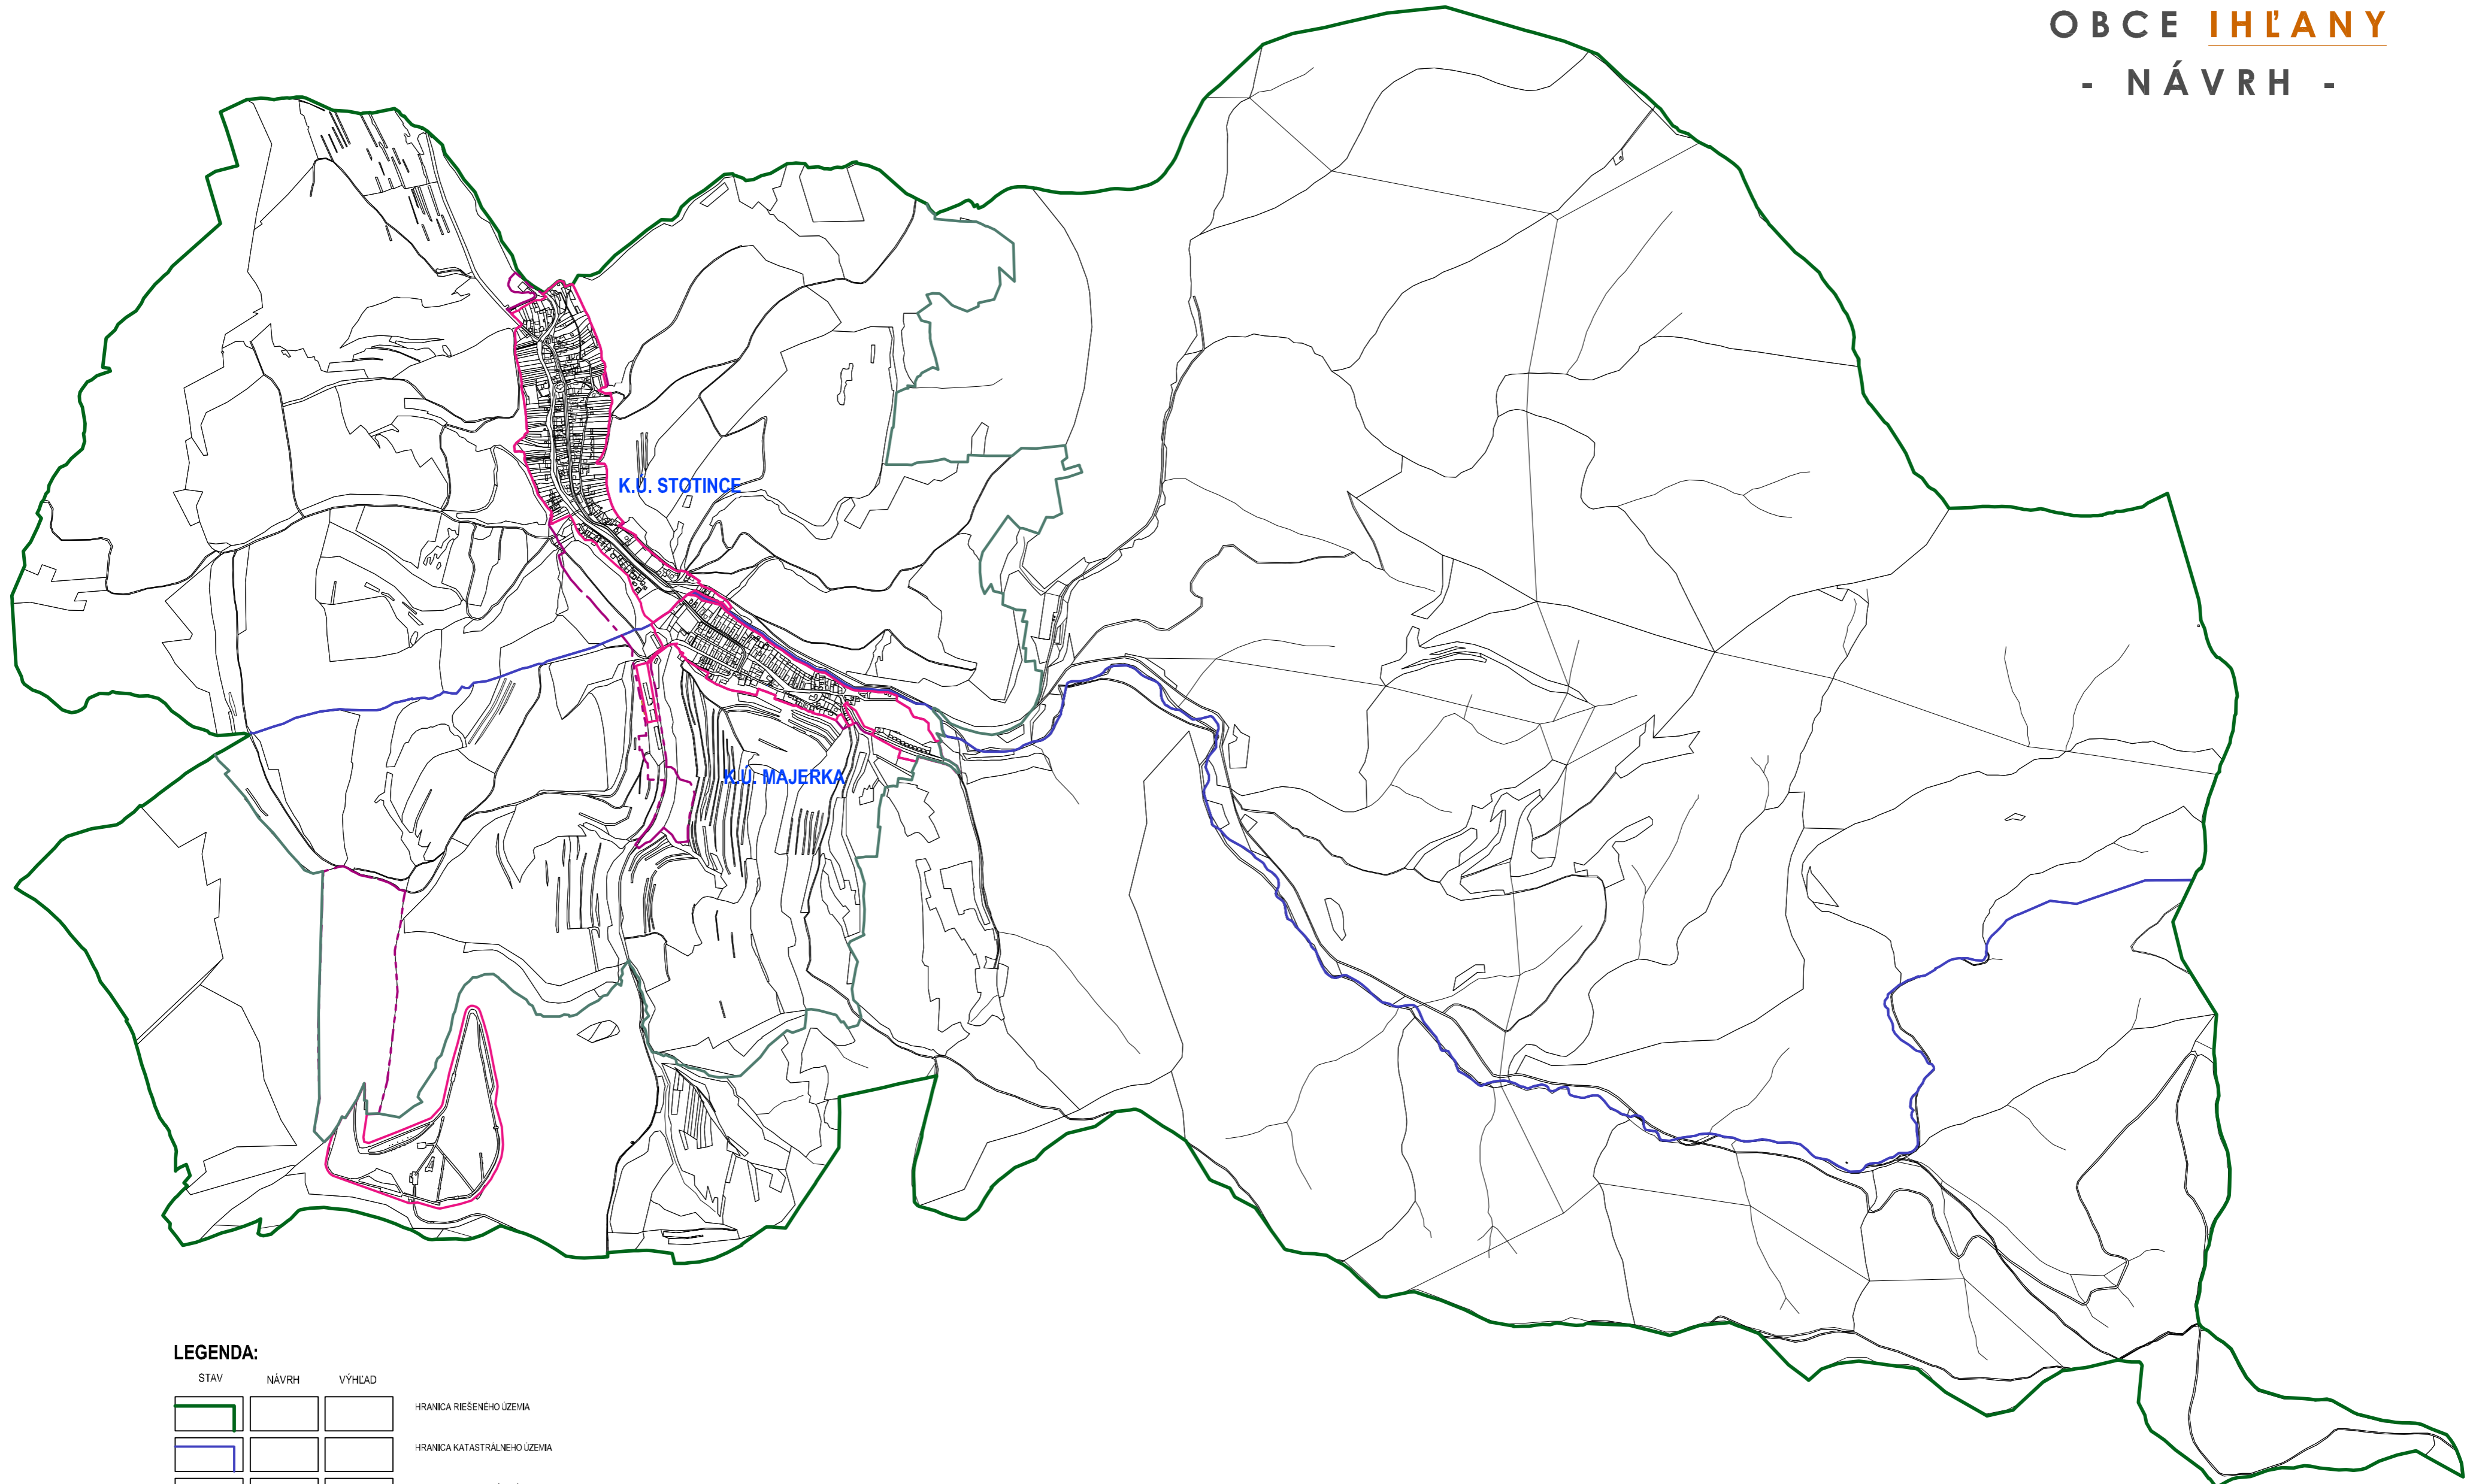 OBCE IHĽANY
- NÁVRH -
K.Ú. STOTINCE
K.Ú. MAJERKA
LEGENDA:
STAV NÁVRH VÝHĽAD
HRANICA RIEŠENÉHO ÚZEMIA
HRANICA KATASTRÁLNEHO ÚZEMIA